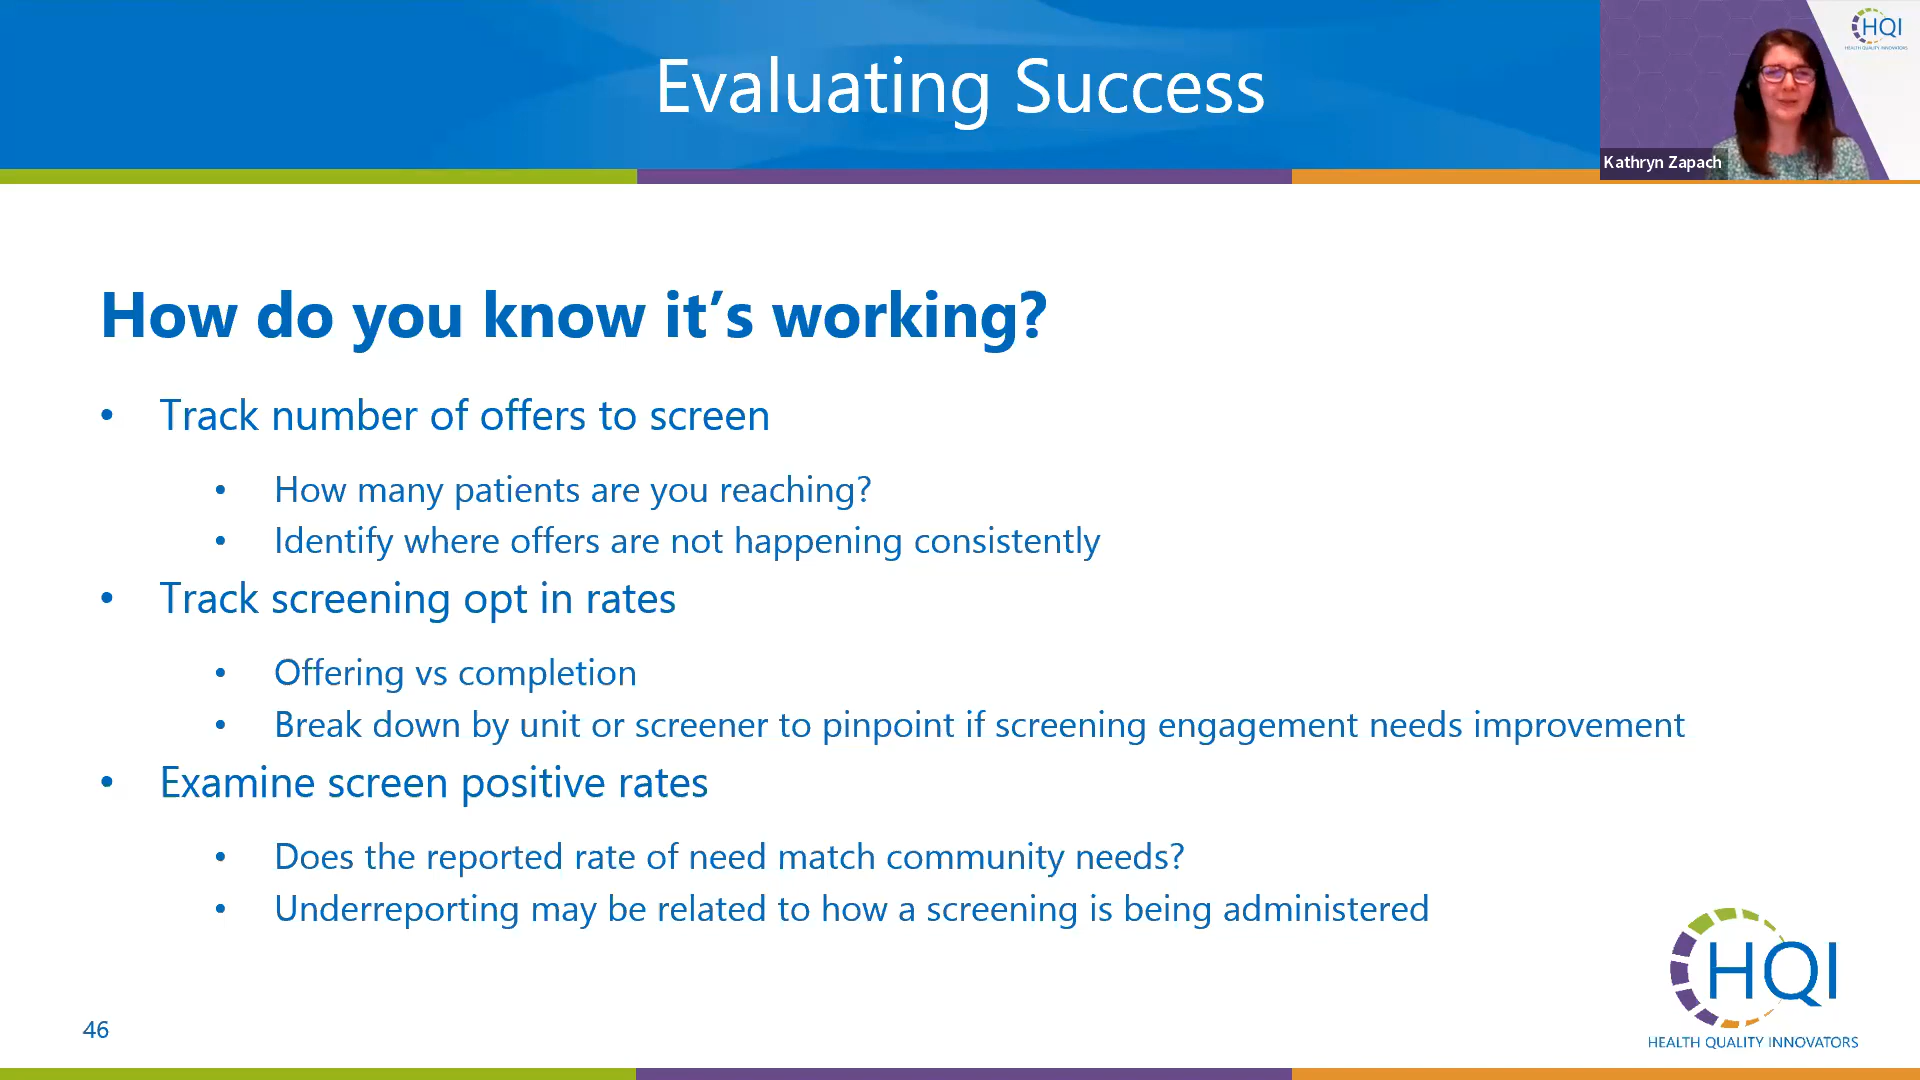 Evaluating Success
HQI
HEALTH QUALITY INNOVATORS
Kathryn Zapach
How do you know it’s working?
• Track number of offers to screen
• How many patients are you reaching?
• Identify where offers are not happening consistently
• Track screening opt in rates
• Offering vs completion
• Break down by unit or screener to pinpoint if screening engagement needs improvement
• Examine screen positive rates
• Does the reported rate of need match community needs?
• Underreporting may be related to how a screening is being administered
HQI
HEALTH QUALITY INNOVATORS
46